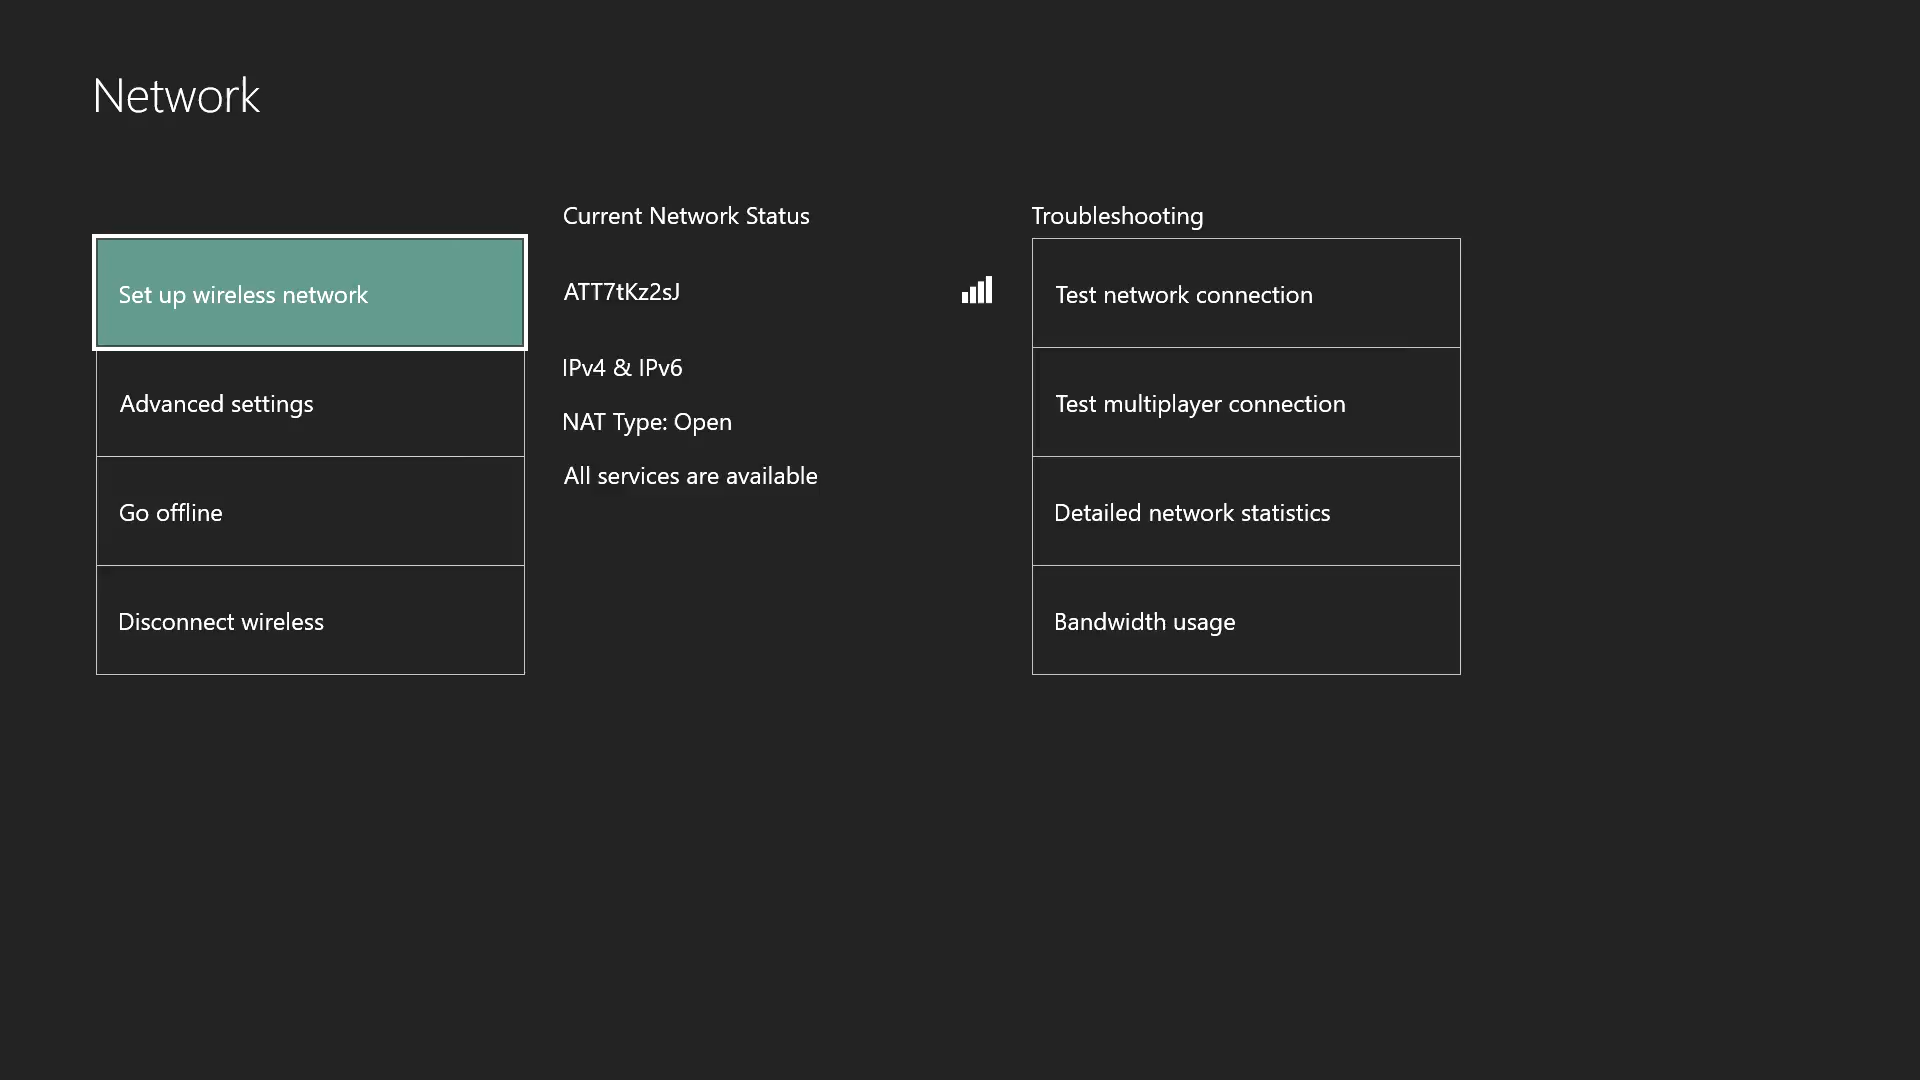 Network
Set up wireless network
Advanced settings
Go offline
Disconnect wireless
Current Network Status
ATT7tKz2sJ
IPv4 & IPv6
NAT Type: Open
All services are available
Troubleshooting
Test network connection
Test multiplayer connection
Detailed network statistics
Bandwidth usage